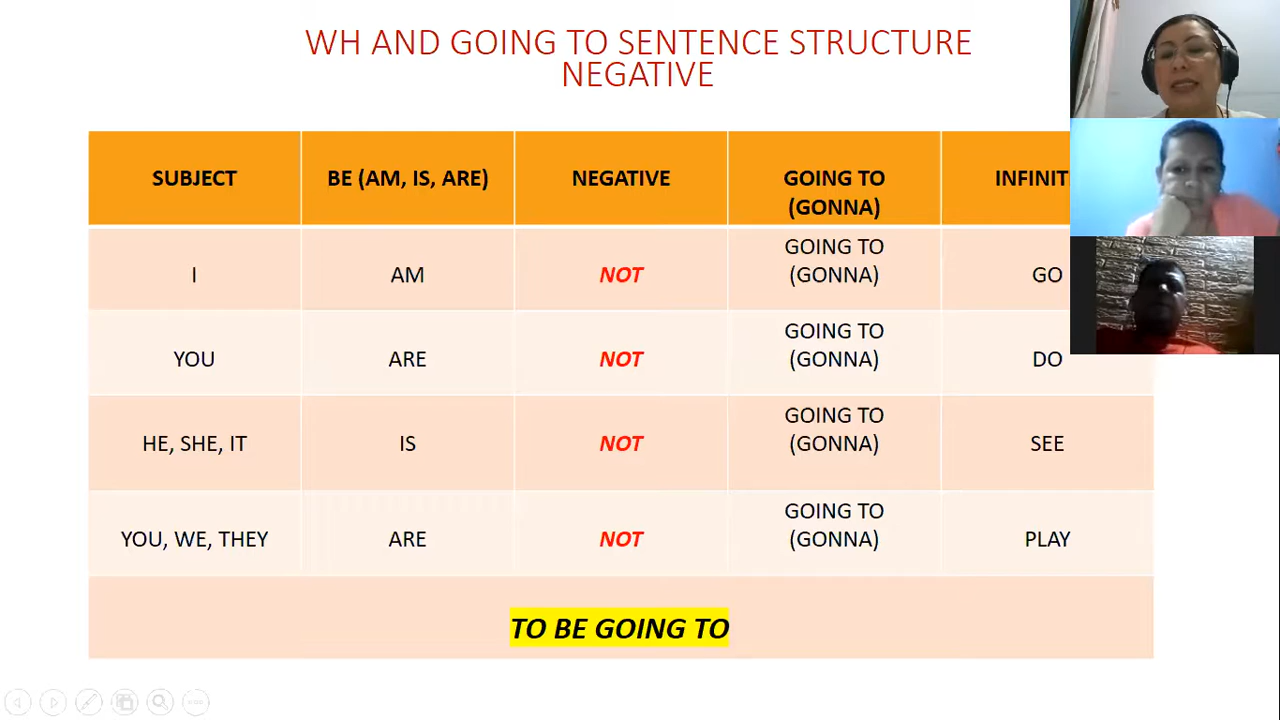 WH AND GOING TO SENTENCE STRUCTURE
NEGATIVE
SUBJECT
BE (AM, IS, ARE)
NEGATIVE
GOING TO
(GONNA)
INFINIT
I
AM
NOT
GOING TO
(GONNA)
GO
YOU
ARE
NOT
GOING TO
(GONNA)
DO
HE, SHE, IT
IS
NOT
GOING TO
(GONNA)
SEE
YOU, WE, THEY
ARE
NOT
GOING TO
(GONNA)
PLAY
TO BE GOING TO